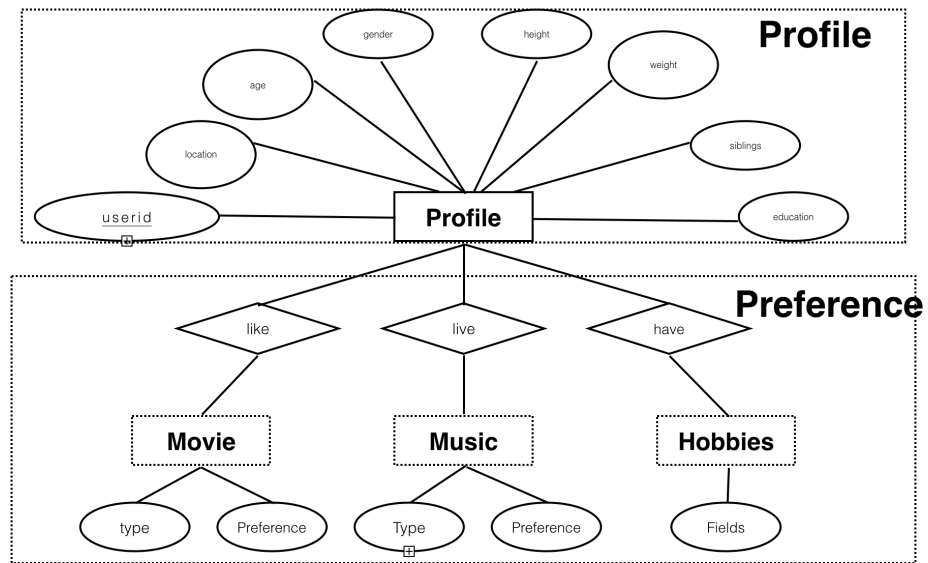 Profile
gender
height
weight
age
location
siblings
userid
Profile
education
Preference
like
live
have
Movie
Music
Hobbies
type
Preference
Type
Preference
Fields